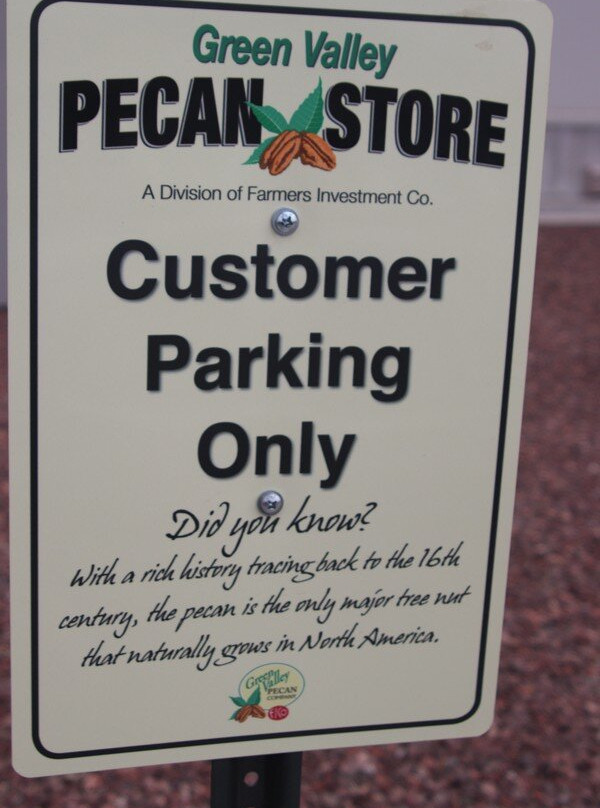 Green Valley
PECAN STORE
A Division of Farmers Investment Co.
Customer
Parking
Only
Did you know?
With a rich history tracing back to the 16th
century, the pecan is the only major tree nut
that naturally grows in North America.
Green
Valley
PECAN
COMPANY